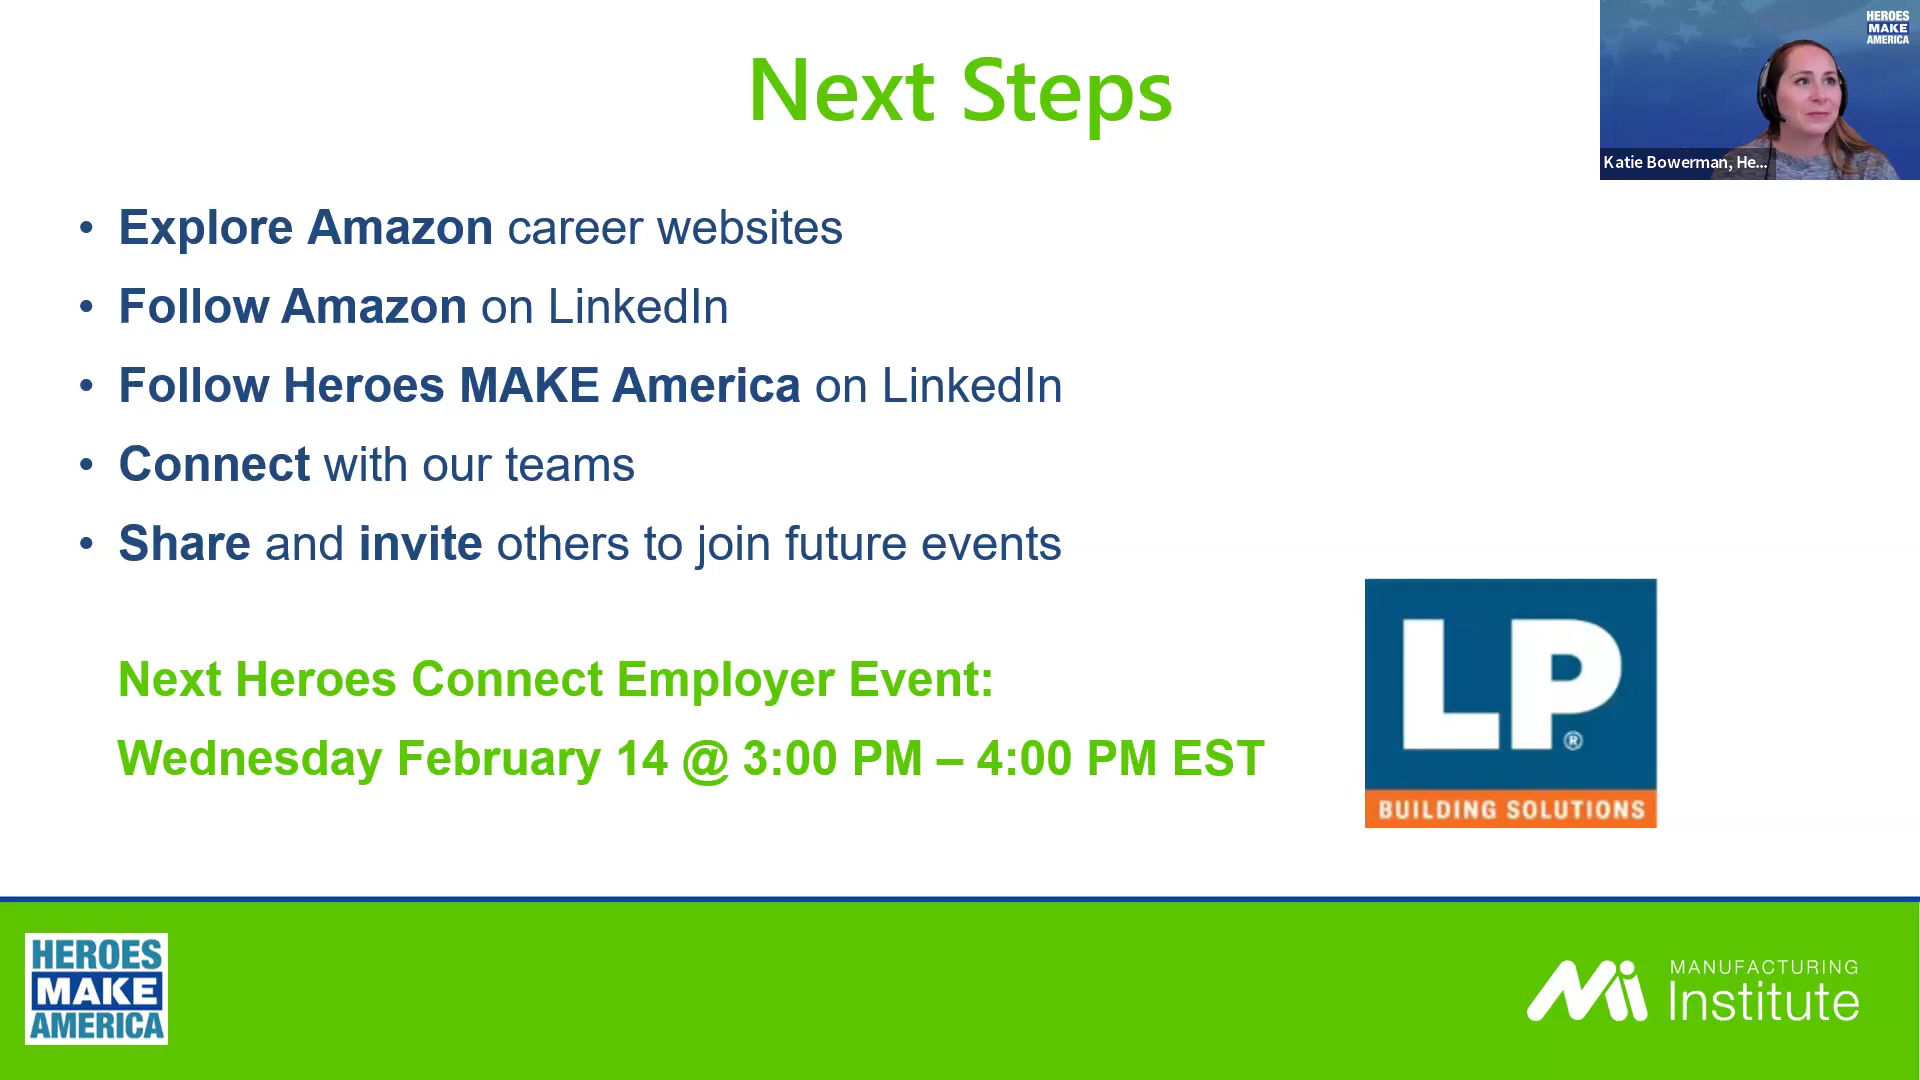 Next Steps
HEROES
MAKE
AMERICA
Katie Bowerman, He...
• Explore Amazon career websites
• Follow Amazon on LinkedIn
• Follow Heroes MAKE America on LinkedIn
• Connect with our teams
• Share and invite others to join future events
Next Heroes Connect Employer Event:
Wednesday February 14 @ 3:00 PM – 4:00 PM EST
LP®
BUILDING SOLUTIONS
HEROES
MAKE
AMERICA
Mi
MANUFACTURING
Institute